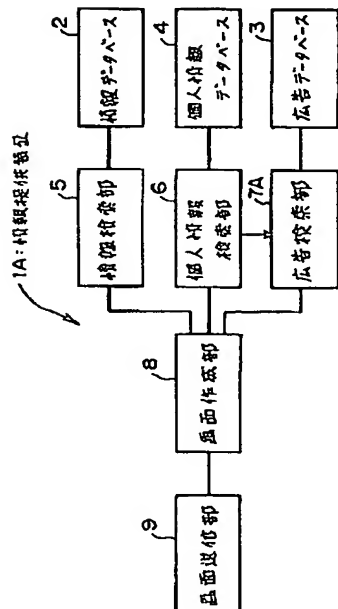 1A:情報提供装置
5
情報検索部
2
情報データベース
6
個人情報
検索部
4
個人情報
データベース
7A
広告検索部
3
広告データベース
8
画面作成部
9
画面送信部